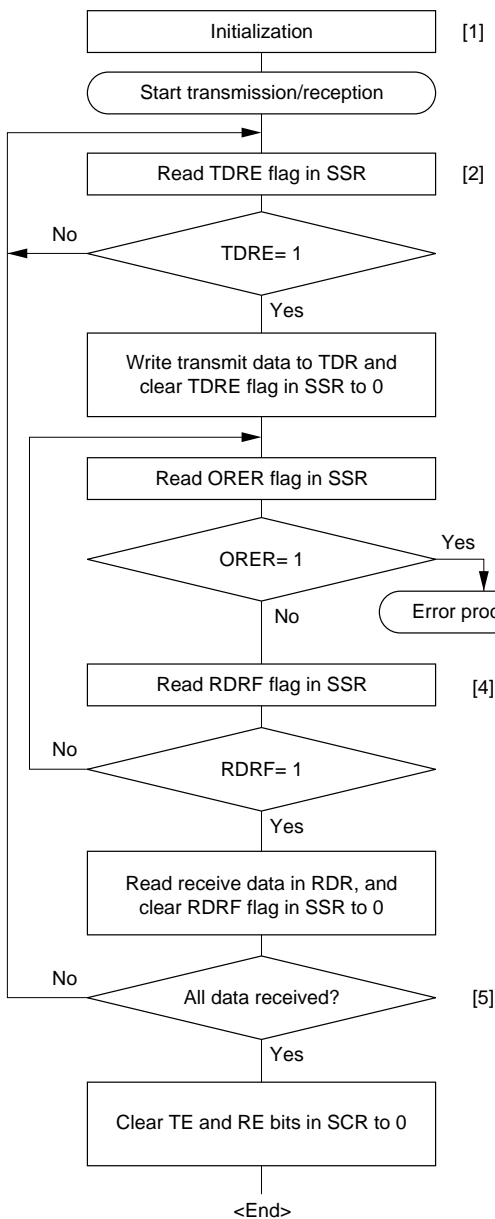 Initialization [1]
Start transmission/reception
Read TDRE flag in SSR [2]
No
TDRE= 1
Yes
Write transmit data to TDR and
clear TDRE flag in SSR to 0
Read ORER flag in SSR
Yes
ORER= 1
Error
No
Read RDRF flag in SSR [4]
No
RDRF= 1
Yes
Read receive data in RDR, and
clear RDRF flag in SSR to 0
No
All data received? [5]
Yes
Clear TE and RE bits in SCR to 0
<End>